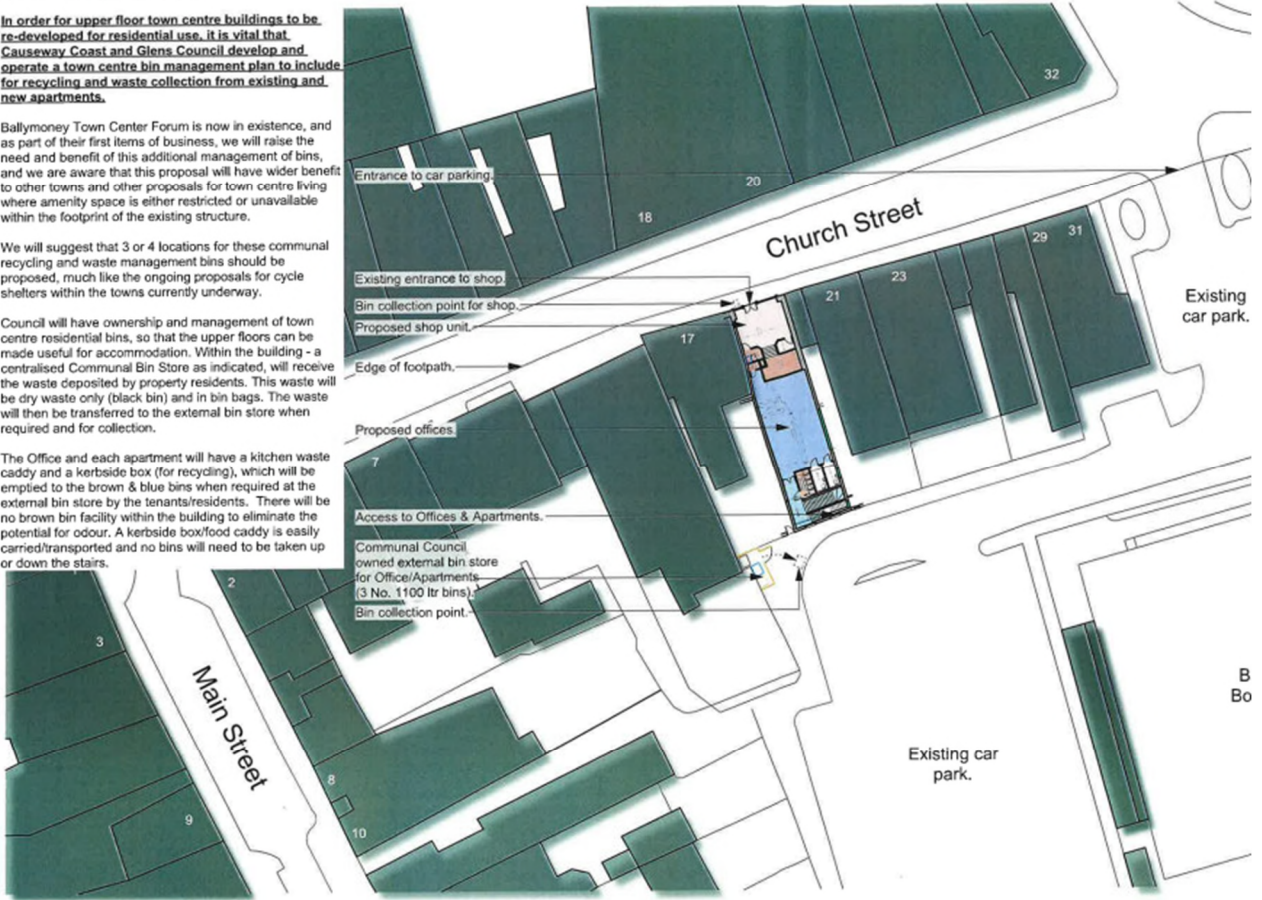 In order for upper floor town centre buildings to be
re-developed for residential use, it is vital that
Causeway Coast and Glens Council develop and
operate a town centre bin management plan to include
for recycling and waste collection from existing and
new apartments.
Ballymoney Town Center Forum is now in existence, and
as part of their first items of business, we will raise the
need and benefit of this additional management of bins,
and we are aware that this proposal will have wider benefit
to other towns and other proposals for town centre living
where amenity space is either restricted or unavailable
within the footprint of the existing structure.
We will suggest that 3 or 4 locations for these communal
recycling and waste management bins should be
proposed, much like the ongoing proposals for cycle
shelters within the towns currently underway.
Council will have ownership and management of town
centre residential bins, so that the upper floors can be
made useful for accommodation. Within the building - a
centralised Communal Bin Store as indicated, will receive
the waste deposited by property residents. This waste will
be dry waste only (black bin) and in bin bags. The waste
will then be transferred to the external bin store when
required and for collection.
The Office and each apartment will have a kitchen waste
caddy and a kerbside box (for recycling), which will be
emptied to the brown & blue bins when required at the
external bin store by the tenants/residents. There will be
no brown bin facility within the building to eliminate the
potential for odour. A kerbside box/food caddy is easily
carried/transported and no bins will need to be taken up
or down the stairs.
32
Entrance to car parking.
20
18
Church Street
Existing entrance to shop.
Bin collection point for shop.
Proposed shop unit.
Edge of footpath.
17
21
23
29
31
Existing
car park.
Proposed offices.
7
Access to Offices & Apartments.
Communal Council
owned external bin store
for Office/Apartments
(3 No. 1100 ltr bins).
Bin collection point.
1
2
3
Main Street
8
9
10
Existing car
park.
B
Bo